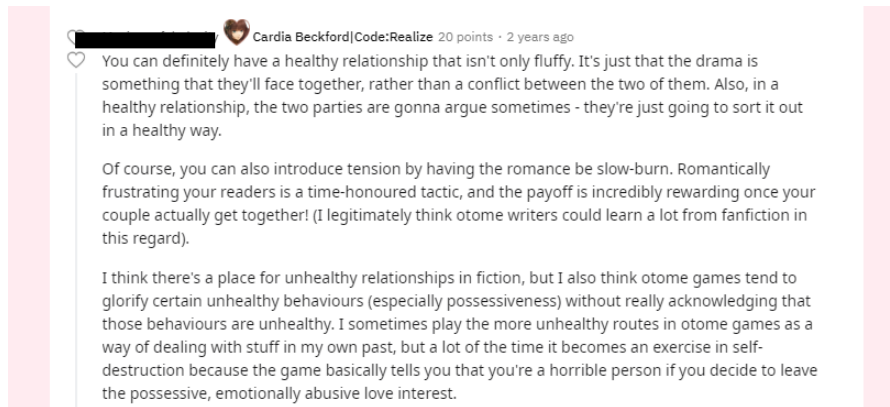 Cardia Beckford|Code:Realize 20 points · 2 years ago
You can definitely have a healthy relationship that isn't only fluffy. It's just that the drama is
something that they'll face together, rather than a conflict between the two of them. Also, in a
healthy relationship, the two parties are gonna argue sometimes - they're just going to sort it out
in a healthy way.
Of course, you can also introduce tension by having the romance be slow-burn. Romantically
frustrating your readers is a time-honoured tactic, and the payoff is incredibly rewarding once your
couple actually get together! (I legitimately think otome writers could learn a lot from fanfiction in
this regard).
I think there's a place for unhealthy relationships in fiction, but I also think otome games tend to
glorify certain unhealthy behaviours (especially possessiveness) without really acknowledging that
those behaviours are unhealthy. I sometimes play the more unhealthy routes in otome games as a
way of dealing with stuff in my own past, but a lot of the time it becomes an exercise in self-
destruction because the game basically tells you that you're a horrible person if you decide to leave
the possessive, emotionally abusive love interest.